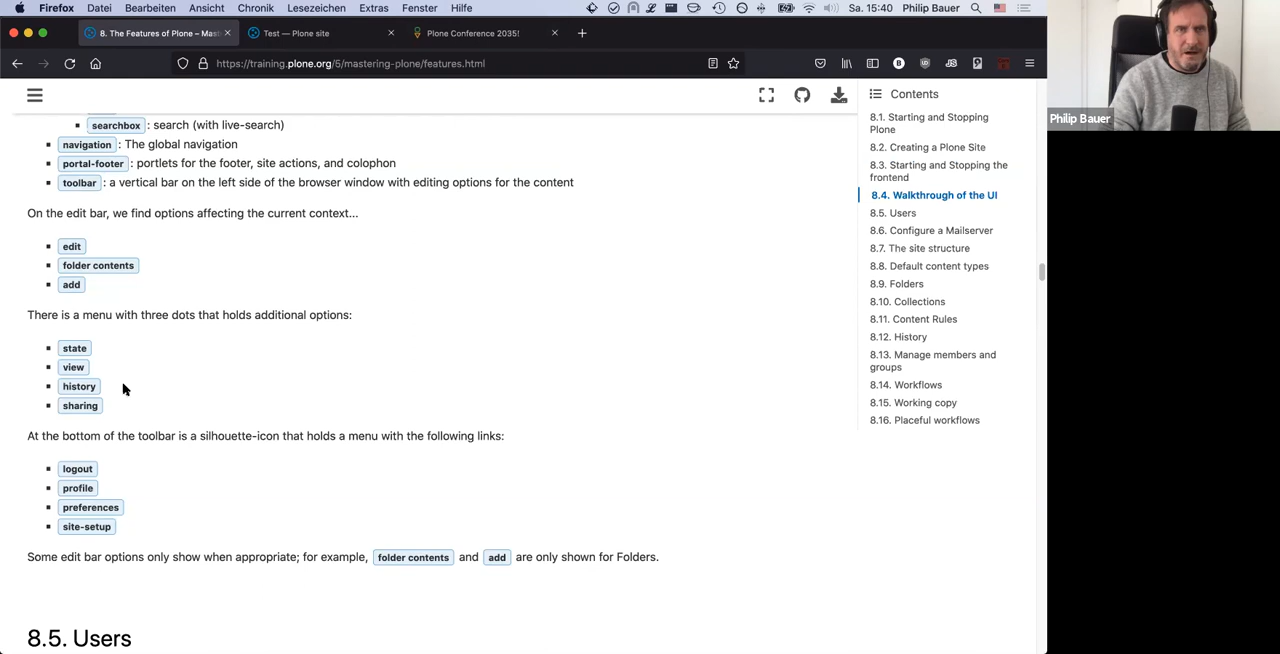 Firefox Datei Bearbeiten Ansicht Chronik Lesezeichen Extras Fenster Hilfe Sa. 15:40 Philip Bauer
8. The Features of Plone – Mast Test — Plone site Plone Conference 2035!
https://training.plone.org/5/mastering-plone/features.html
Philip Bauer
searchbox : search (with live-search)
navigation : The global navigation
portal-footer : portlets for the footer, site actions, and colophon
toolbar : a vertical bar on the left side of the browser window with editing options for the content
On the edit bar, we find options affecting the current context...
edit
folder contents
add
There is a menu with three dots that holds additional options:
state
view
history
sharing
At the bottom of the toolbar is a silhouette-icon that holds a menu with the following links:
logout
profile
preferences
site-setup
Some edit bar options only show when appropriate; for example, folder contents and add are only shown for Folders.
8.5. Users
Contents
8.1. Starting and Stopping
Plone
8.2. Creating a Plone Site
8.3. Starting and Stopping the
frontend
8.4. Walkthrough of the UI
8.5. Users
8.6. Configure a Mailserver
8.7. The site structure
8.8. Default content types
8.9. Folders
8.10. Collections
8.11. Content Rules
8.12. History
8.13. Manage members and
groups
8.14. Workflows
8.15. Working copy
8.16. Placeful workflows